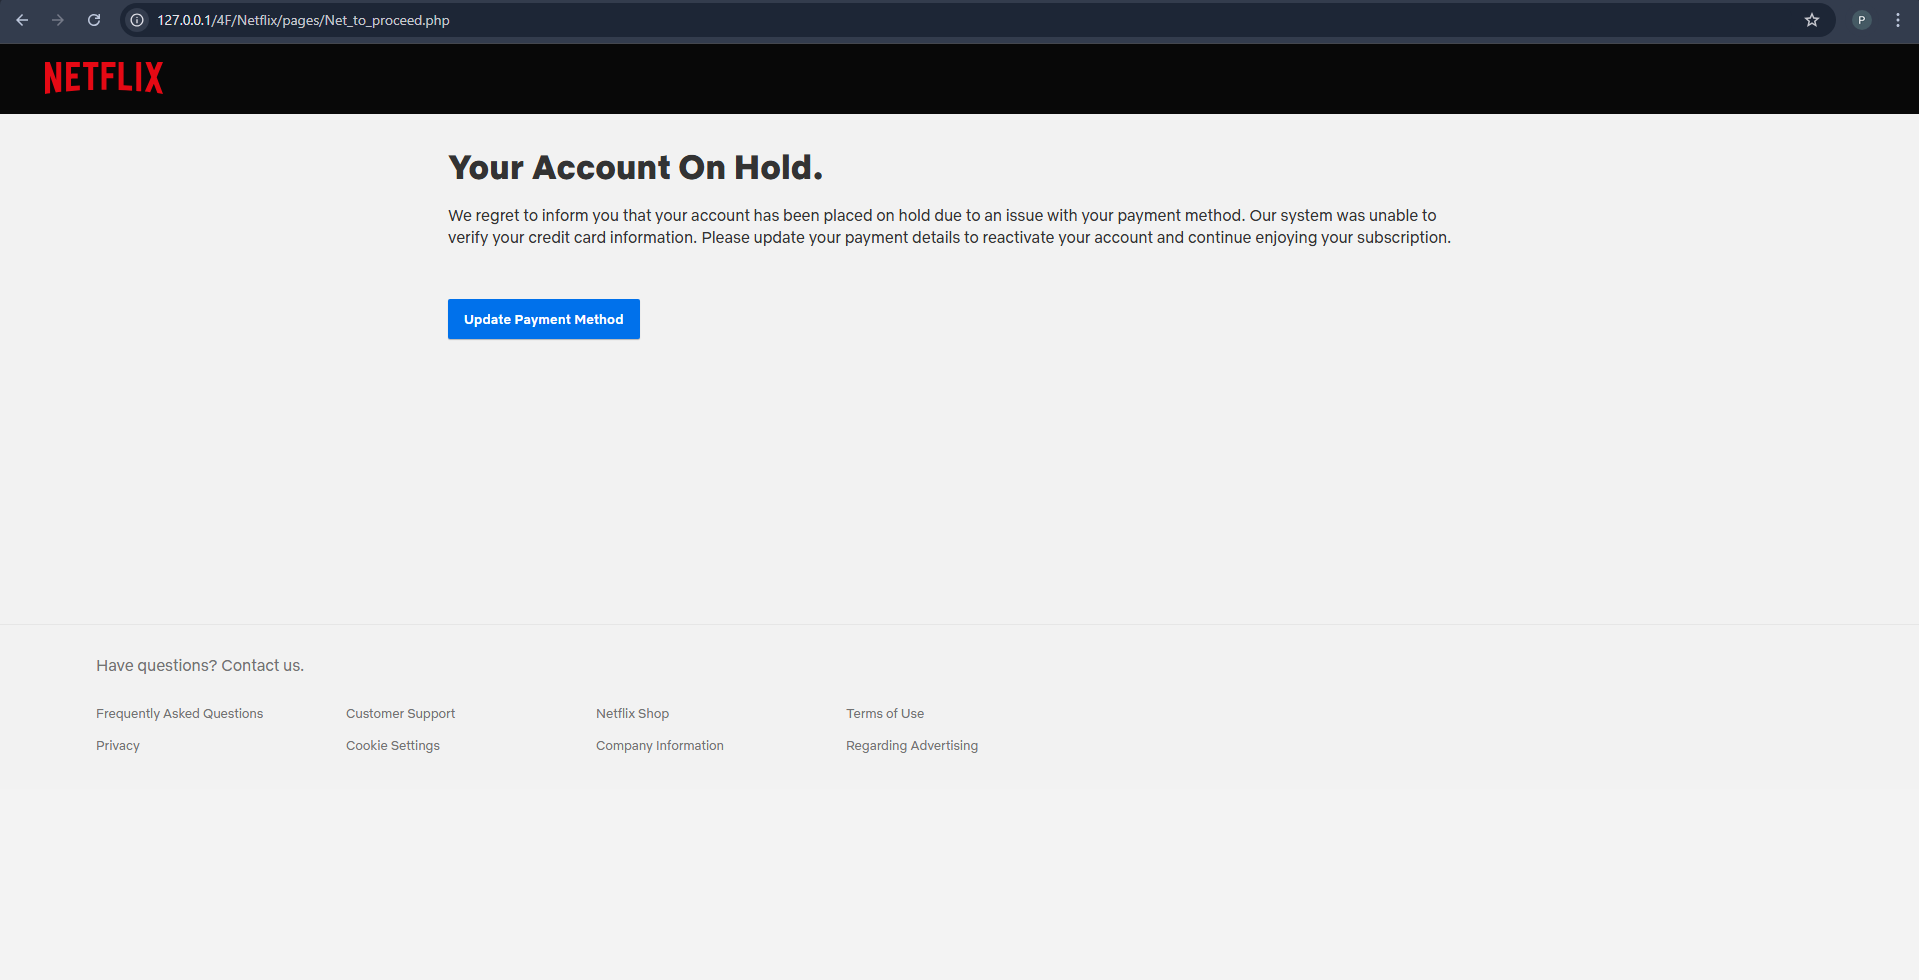 127.0.0.1/4F/Netflix/pages/Net_to_proceed.php
P
NETFLIX
Your Account On Hold.
We regret to inform you that your account has been placed on hold due to an issue with your payment method. Our system was unable to
verify your credit card information. Please update your payment details to reactivate your account and continue enjoying your subscription.
Update Payment Method
Have questions? Contact us.
Frequently Asked Questions Customer Support Netflix Shop Terms of Use
Privacy Cookie Settings Company Information Regarding Advertising